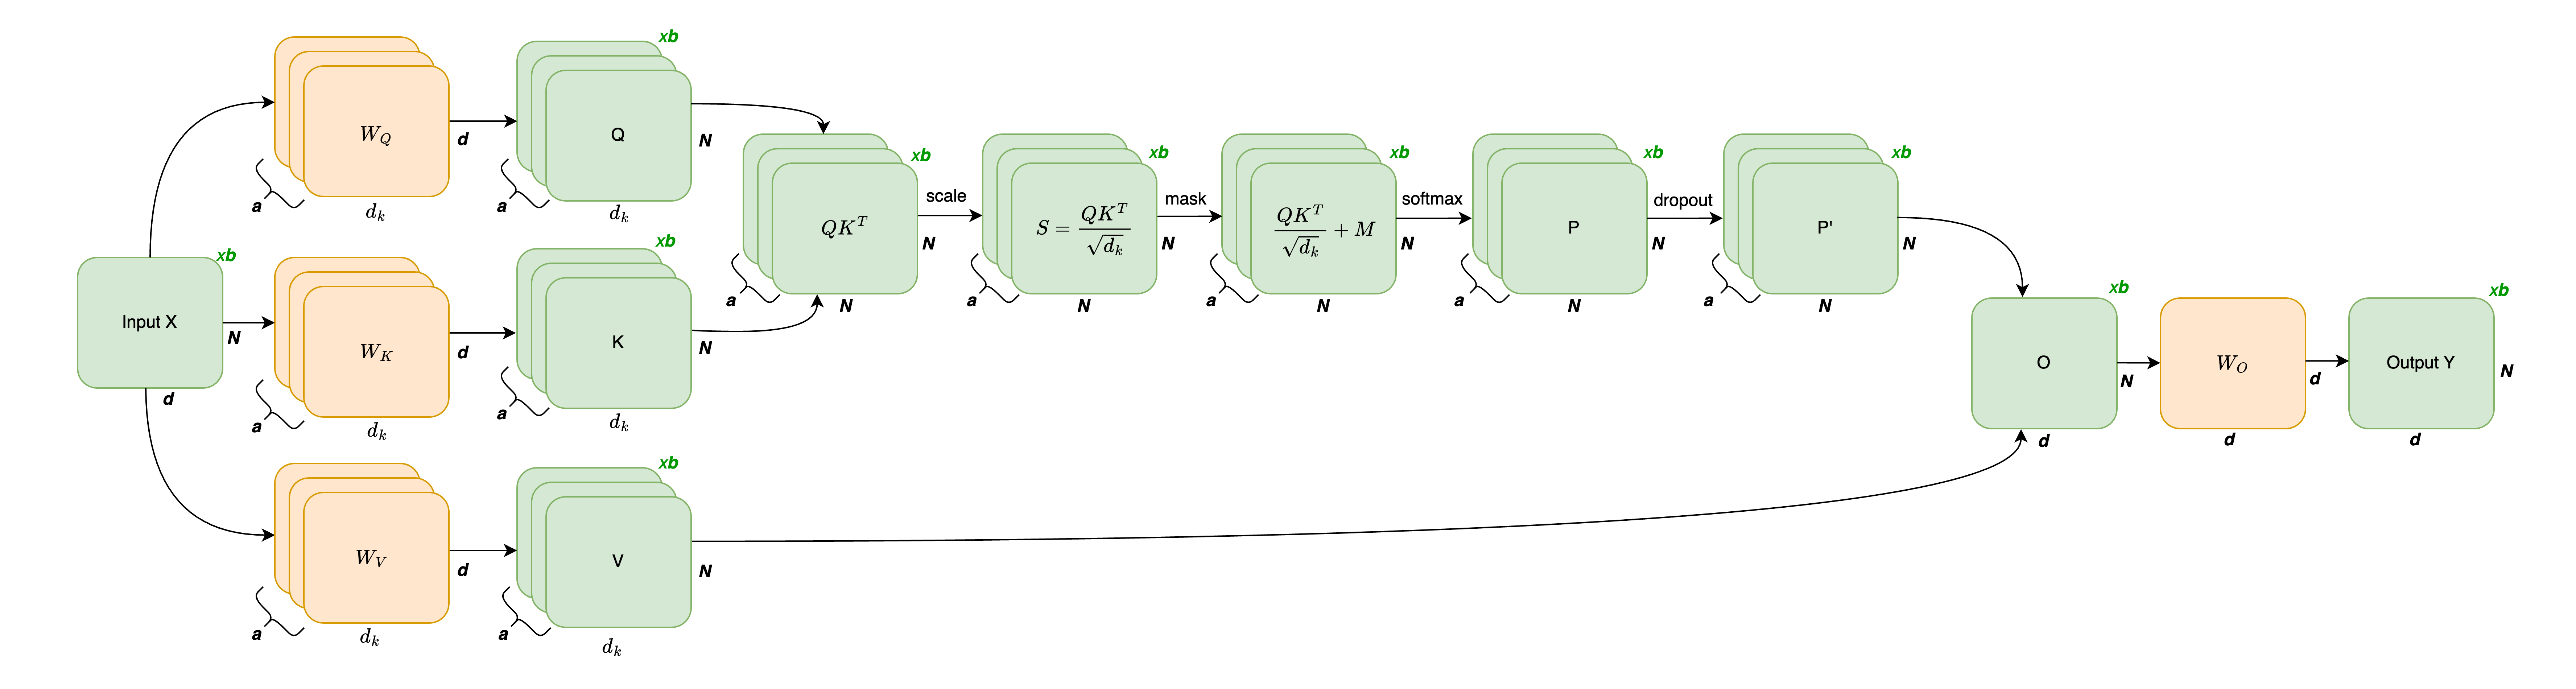 xb
W_Q
d
a
d_k
xb
Q
N
a
d_k
xb
Input X
N
d
W_K
d
a
d_k
xb
K
N
a
d_k
W_V
d
a
d_k
xb
V
N
a
d_k
xb
QK^T
N
a
N
scale
xb
S = \frac{QK^T}{\sqrt{d_k}}
N
a
N
mask
xb
\frac{QK^T}{\sqrt{d_k}} + M
N
a
N
softmax
xb
P
N
a
N
dropout
xb
P'
N
a
N
xb
O
N
d
W_O
d
d
xb
Output Y
N
d